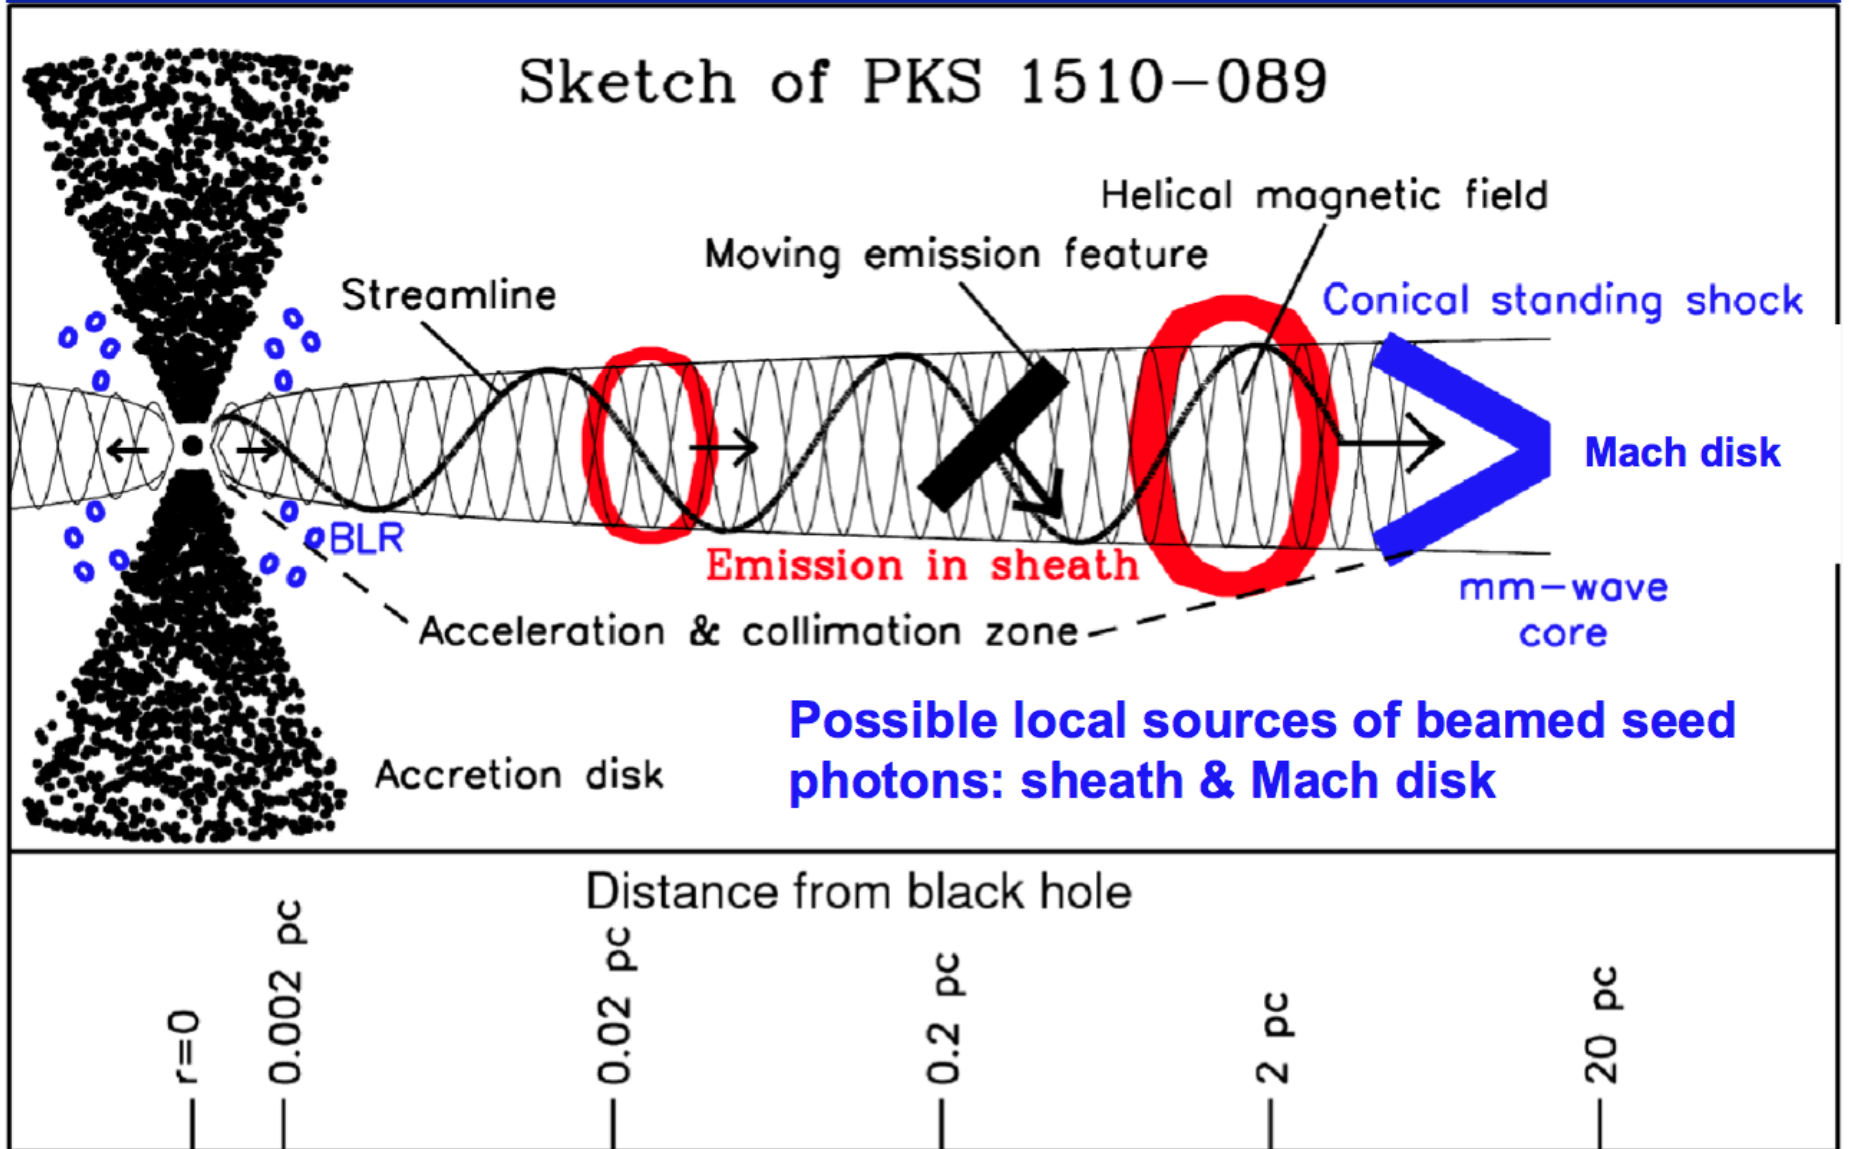 Sketch of PKS 1510-089
Helical magnetic field
Moving emission feature
Streamline
Conical standing shock
Mach disk
BLR
Emission in sheath
mm-wave
core
Acceleration & collimation zone
Possible local sources of beamed seed
photons: sheath & Mach disk
Accretion disk
Distance from black hole
r=0
0.002 pc
0.02 pc
0.2 pc
2 pc
20 pc